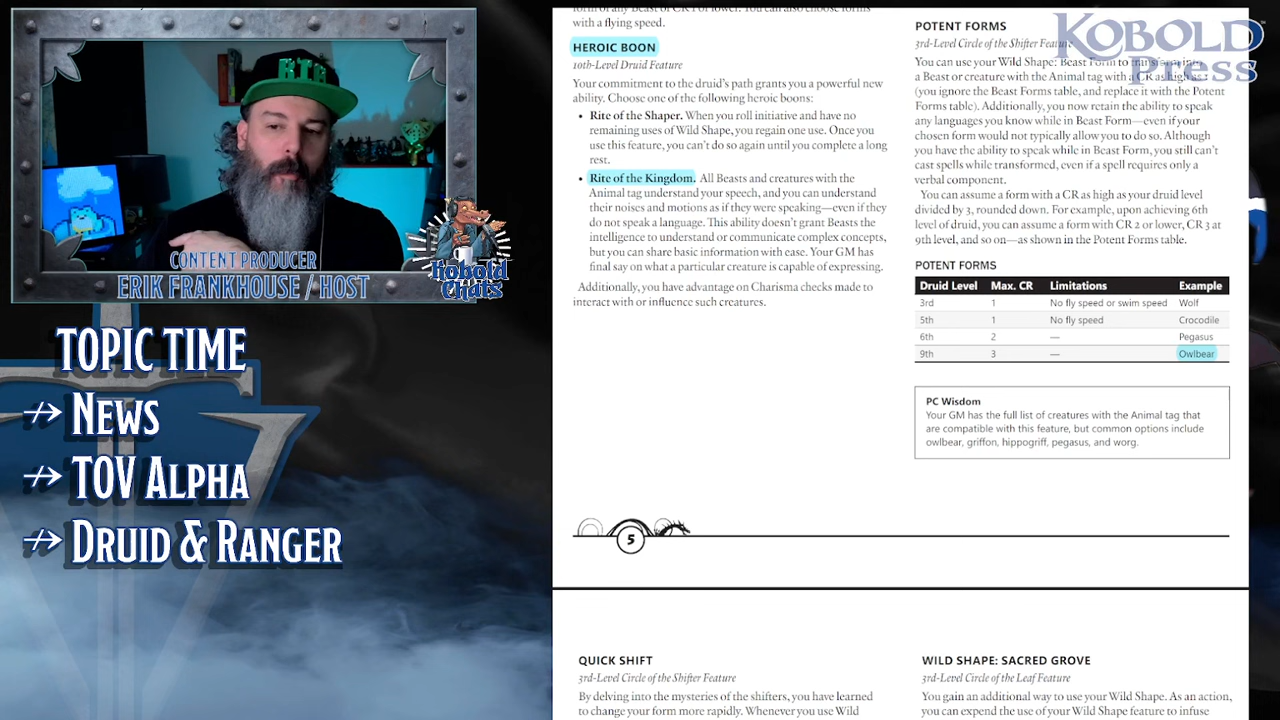 R.T.G.
CONTENT PRODUCER
ERIK FRANKHOUSE / HOST
Kobold
Chats
TOPIC TIME
News
TOV Alpha
Druid & Ranger
form of any Beast of CR 1 or lower. You can also choose forms
with a flying speed.
HEROIC BOON
10th-Level Druid Feature
Your commitment to the druid's path grants you a powerful new
ability. Choose one of the following heroic boons:
• Rite of the Shaper. When you roll initiative and have no
remaining uses of Wild Shape, you regain one use. Once you
use this feature, you can't do so again until you complete a long
rest.
• Rite of the Kingdom. All Beasts and creatures with the
Animal tag understand your speech, and you can understand
their noises and motions as if they were speaking—even if they
do not speak a language. This ability doesn't grant Beasts the
intelligence to understand or communicate complex concepts,
but you can share basic information with ease. Your GM has
final say on what a particular creature is capable of expressing.
Additionally, you have advantage on Charisma checks made to
interact with or influence such creatures.
5
KOBOLD
Press
POTENT FORMS
3rd-Level Circle of the Shifter Feature
You can use your Wild Shape: Beast Form to transform into
a Beast or creature with the Animal tag with a CR as high as 1
(you ignore the Beast Forms table, and replace it with the Potent
Forms table). Additionally, you now retain the ability to speak
any languages you know while in Beast Form—even if your
chosen form would not typically allow you to do so. Although
you have the ability to speak while in Beast Form, you still can't
cast spells while transformed, even if a spell requires only a
verbal component.
You can assume a form with a CR as high as your druid level
divided by 3, rounded down. For example, upon achieving 6th
level of druid, you can assume a form with CR 2 or lower, CR 3 at
9th level, and so on—as shown in the Potent Forms table.
POTENT FORMS
Druid Level Max. CR Limitations Example
3rd 1 No fly speed or swim speed Wolf
5th 1 No fly speed Crocodile
6th 2 — Pegasus
9th 3 — Owlbear
PC Wisdom
Your GM has the full list of creatures with the Animal tag that
are compatible with this feature, but common options include
owlbear, griffon, hippogriff, pegasus, and worg.
QUICK SHIFT
3rd-Level Circle of the Shifter Feature
By delving into the mysteries of the shifters, you have learned
to change your form more rapidly. Whenever you use Wild
WILD SHAPE: SACRED GROVE
3rd-Level Circle of the Leaf Feature
You gain an additional way to use your Wild Shape. As an action,
you can expend the use of your Wild Shape feature to infuse